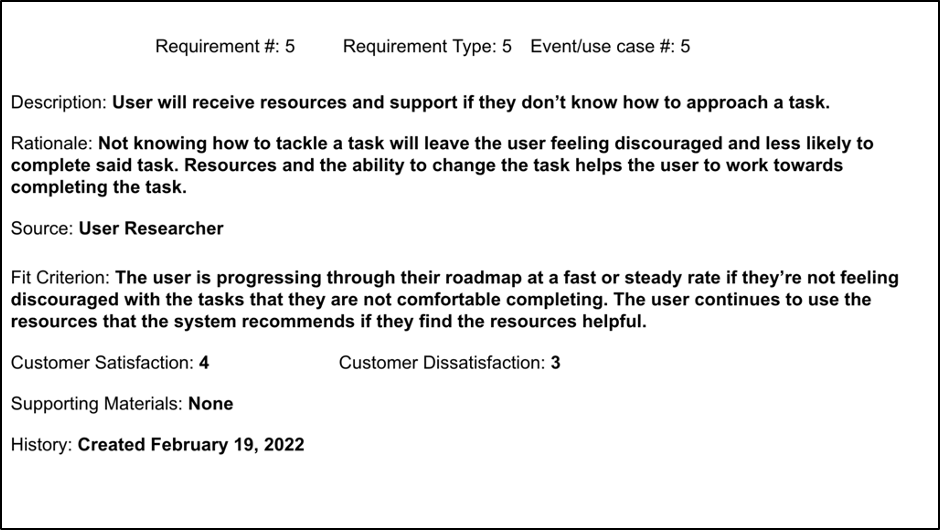 Requirement #: 5 Requirement Type: 5 Event/use case #: 5
Description: User will receive resources and support if they don’t know how to approach a task.
Rationale: Not knowing how to tackle a task will leave the user feeling discouraged and less likely to
complete said task. Resources and the ability to change the task helps the user to work towards
completing the task.
Source: User Researcher
Fit Criterion: The user is progressing through their roadmap at a fast or steady rate if they’re not feeling
discouraged with the tasks that they are not comfortable completing. The user continues to use the
resources that the system recommends if they find the resources helpful.
Customer Satisfaction: 4 Customer Dissatisfaction: 3
Supporting Materials: None
History: Created February 19, 2022